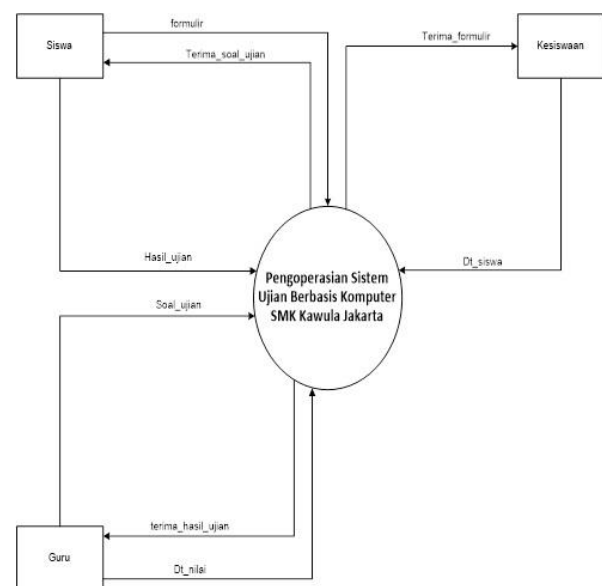 formulir
Siswa
Terima_soal_ujian
Terima_formulir
Kesiswaan
Hasil_ujian
Dt_siswa
Pengoperasian Sistem
Ujian Berbasis Komputer
SMK Kawula Jakarta
Soal_ujian
terima_hasil_ujian
Guru
Dt_nilai